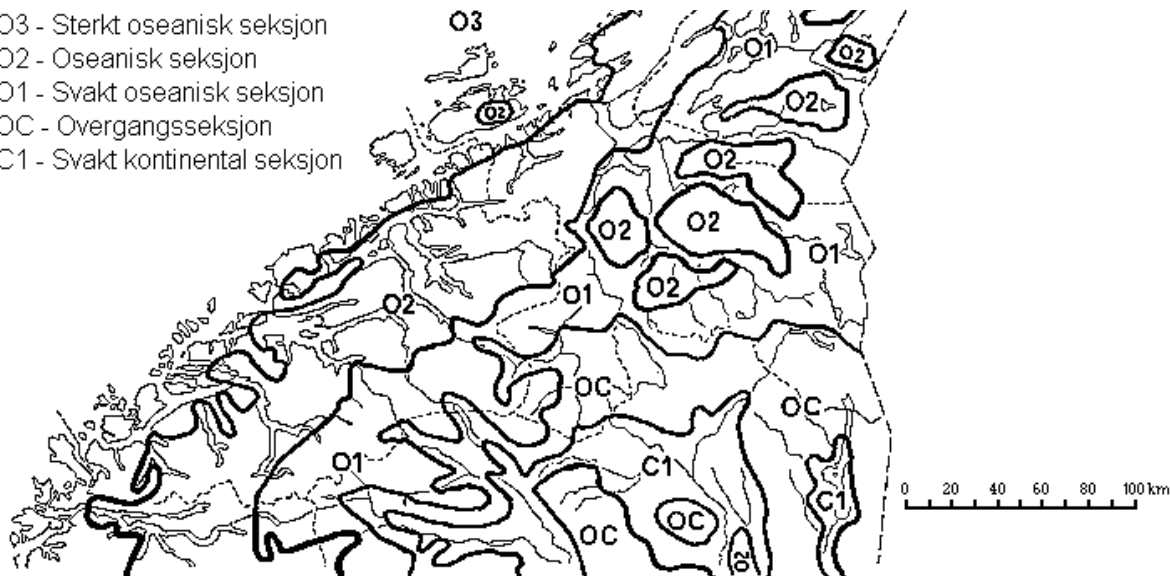 O3 - Sterkt oseanisk seksjon
O2 - Oseanisk seksjon
O1 - Svakt oseanisk seksjon
OC - Overgangsseksjon
C1 - Svakt kontinental seksjon
O3
O1
O2
O2
O2
O2
O2
O2
O1
O2
O1
O2
OC
OC
O1
C1
C1
OC
OC
O2
0 20 40 60 80 100 km